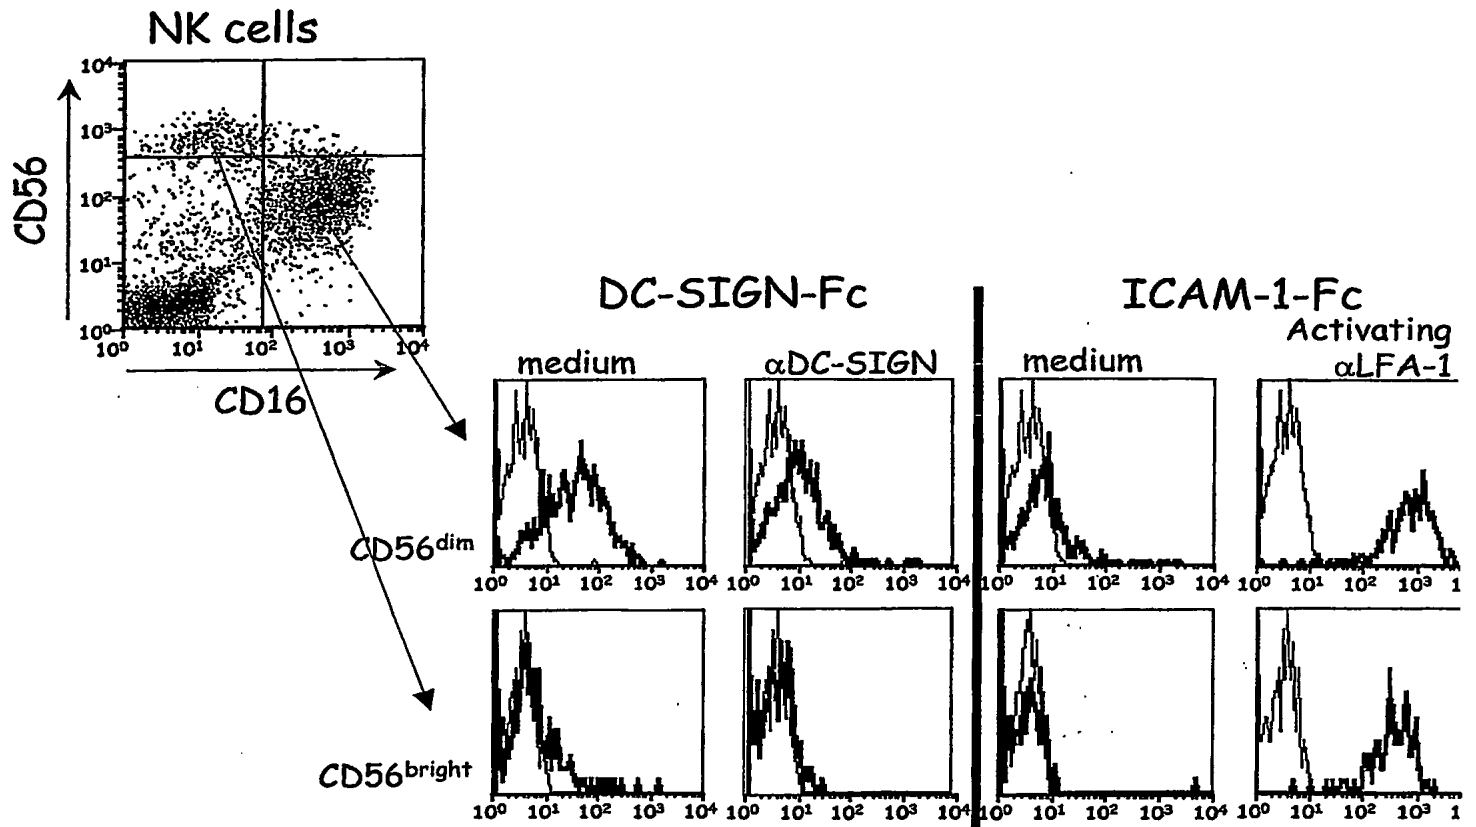 NK cells
10⁴
10³
10²
10¹
10⁰
CD56
10⁰ 10¹ 10² 10³ 10⁴
CD16
DC-SIGN-Fc
ICAM-1-Fc
medium
αDC-SIGN
medium
Activating
αLFA-1
CD56dim
10⁰ 10¹ 10² 10³ 10⁴
10⁰ 10¹ 10² 10³ 10⁴
10⁰ 10¹ 10² 10³ 10⁴
10⁰ 10¹ 10² 10³ 1
CD56bright
10⁰ 10¹ 10² 10³ 10⁴
10⁰ 10¹ 10² 10³ 10⁴
10⁰ 10¹ 10² 10³ 10⁴
10⁰ 10¹ 10² 10³ 1